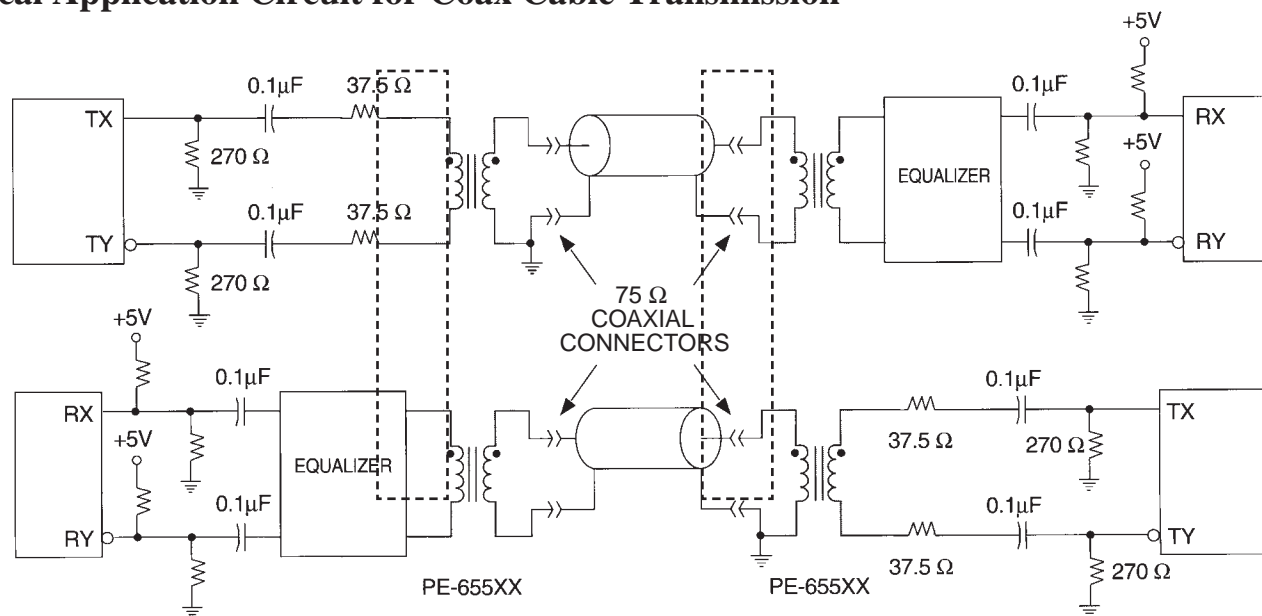 cal Application Circuit for Coax Cable Transmission
+5V
0.1µF 37.5 Ω 0.1µF
TX +5V RX
270 Ω
EQUALIZER
0.1µF 37.5 Ω 0.1µF
TY RY
270 Ω
75 Ω
COAXIAL
CONNECTORS
+5V
0.1µF 0.1µF
RX TX
+5V 37.5 Ω 270 Ω
EQUALIZER
0.1µF 0.1µF
RY TY
37.5 Ω 270 Ω
PE-655XX PE-655XX